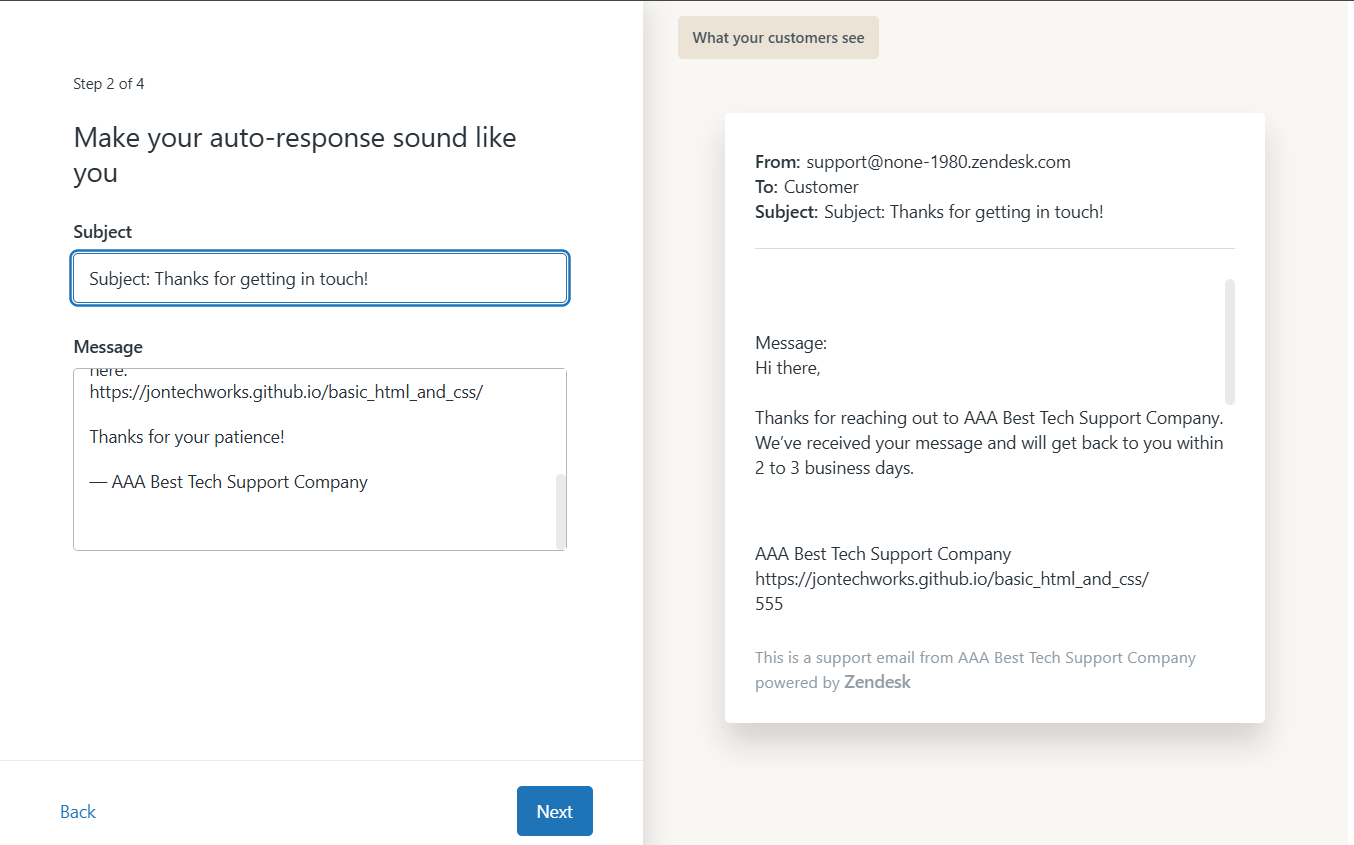 Step 2 of 4
Make your auto-response sound like
you
Subject
Subject: Thanks for getting in touch!
Message
here:
https://jontechworks.github.io/basic_html_and_css/
Thanks for your patience!
— AAA Best Tech Support Company
Back
Next
What your customers see
From: support@none-1980.zendesk.com
To: Customer
Subject: Subject: Thanks for getting in touch!
Message:
Hi there,
Thanks for reaching out to AAA Best Tech Support Company.
We’ve received your message and will get back to you within
2 to 3 business days.
AAA Best Tech Support Company
https://jontechworks.github.io/basic_html_and_css/
555
This is a support email from AAA Best Tech Support Company
powered by Zendesk